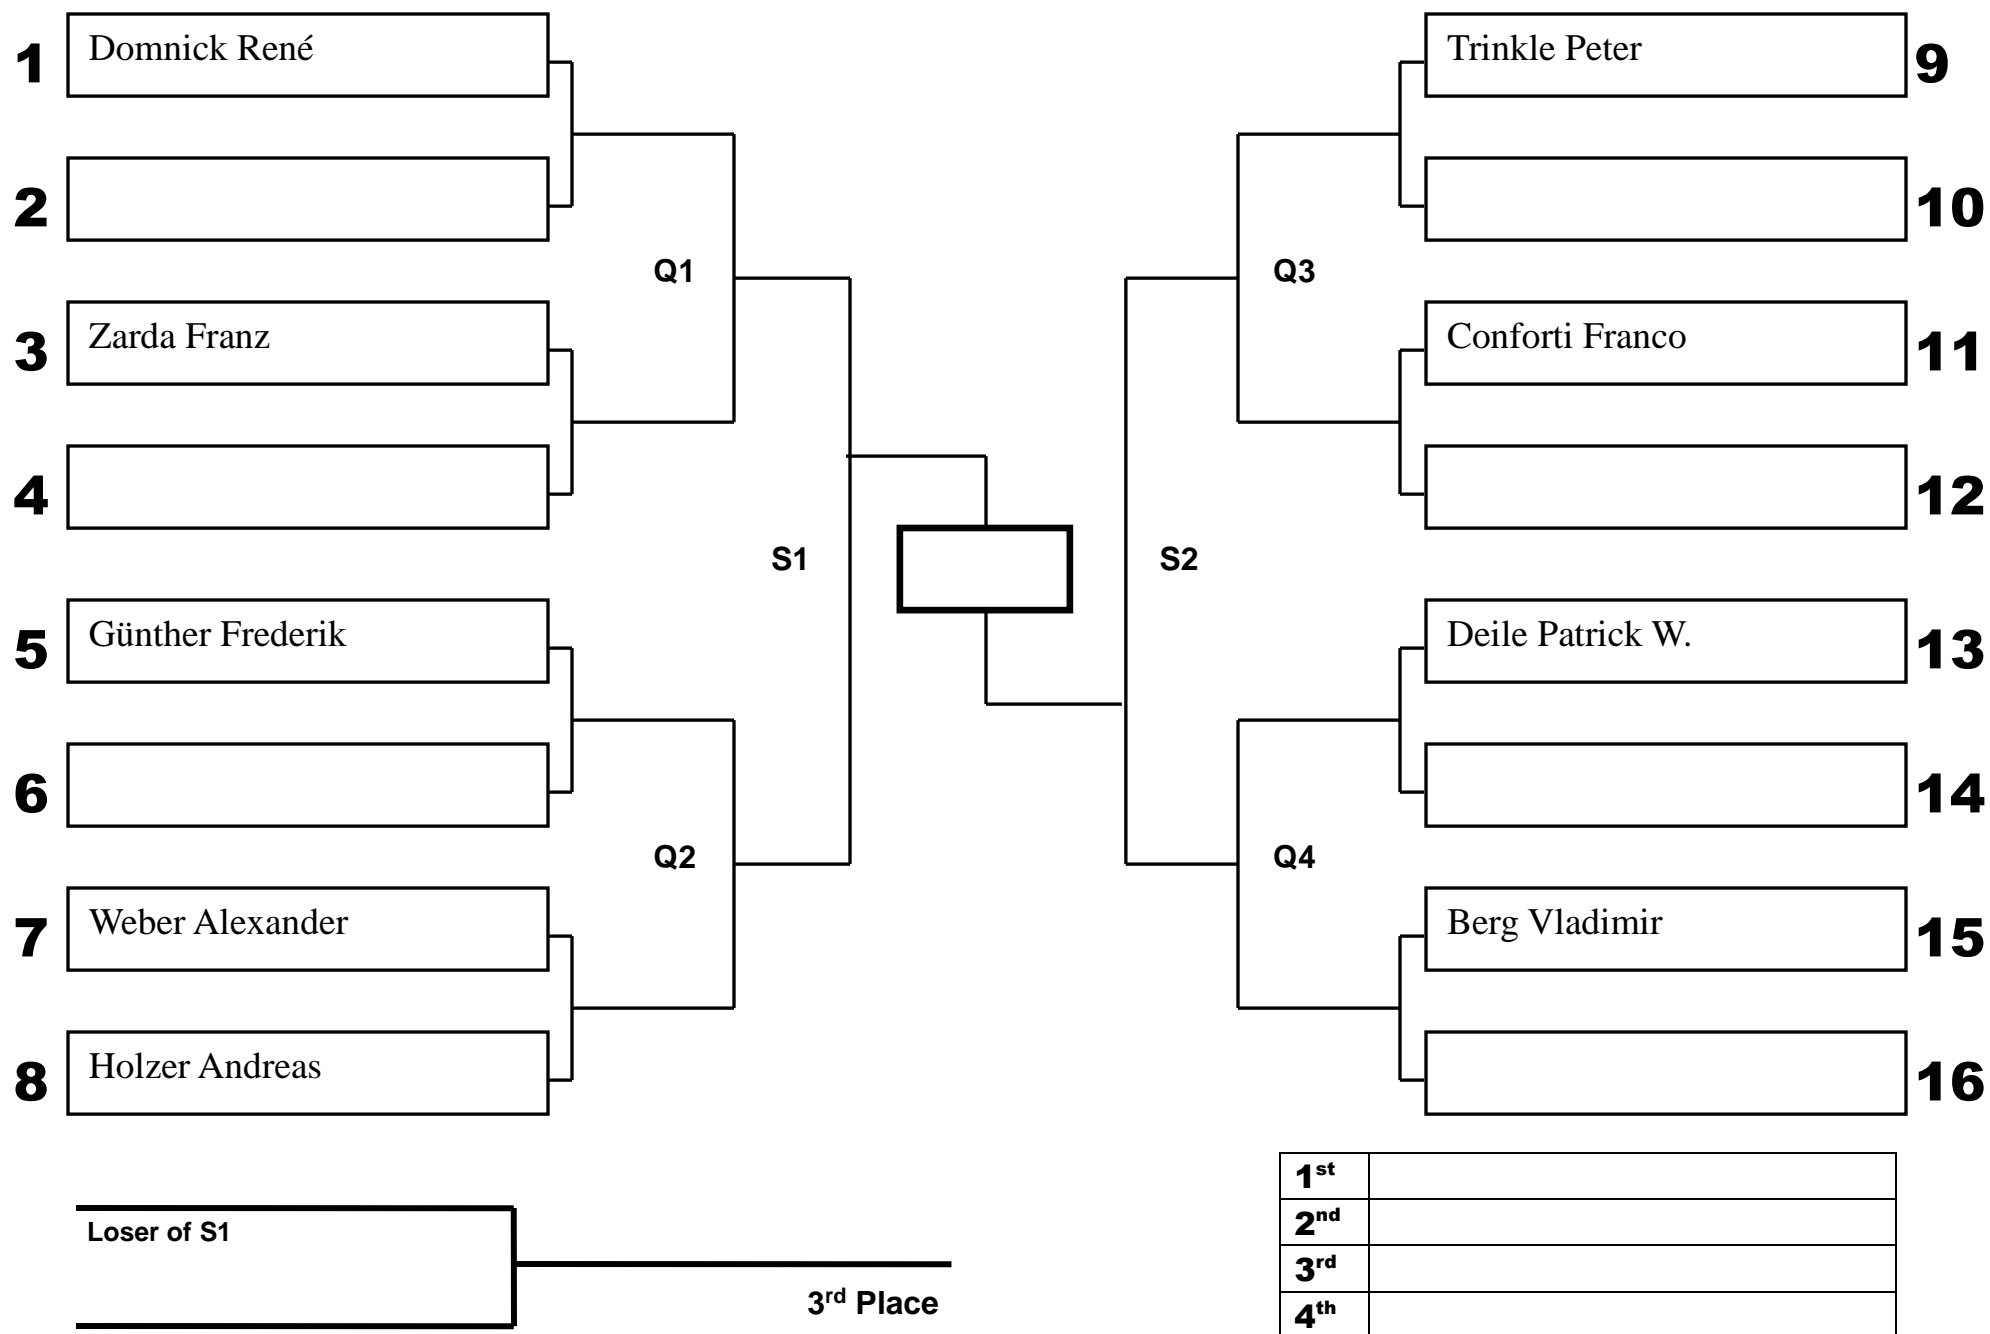 1 Domnick René
2
3 Zarda Franz
4
5 Günther Frederik
6
7 Weber Alexander
8 Holzer Andreas
Q1
Q2
S1
S2
Q3
Q4
Trinkle Peter 9
10
Conforti Franco 11
12
Deile Patrick W. 13
14
Berg Vladimir 15
16
Loser of S1
3rd Place
1st
2nd
3rd
4th